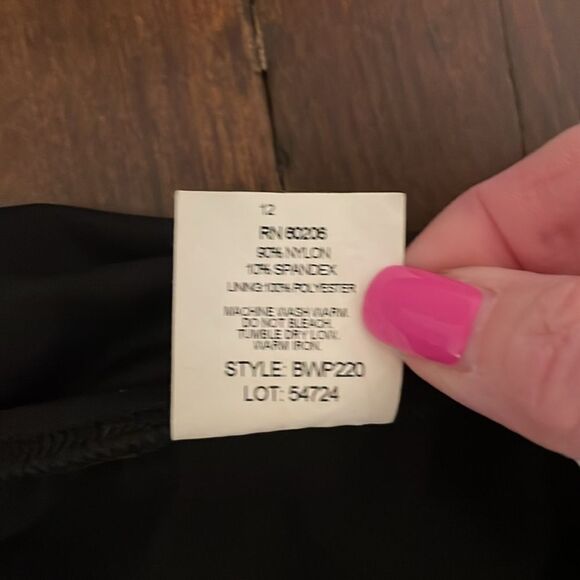 12
RN 60206
90% NYLON
10% SPANDEX
LINING:100% POLYESTER
MACHINE WASH WARM.
DO NOT BLEACH.
TUMBLE DRY LOW.
WARM IRON.
STYLE: BWP220
LOT: 54724